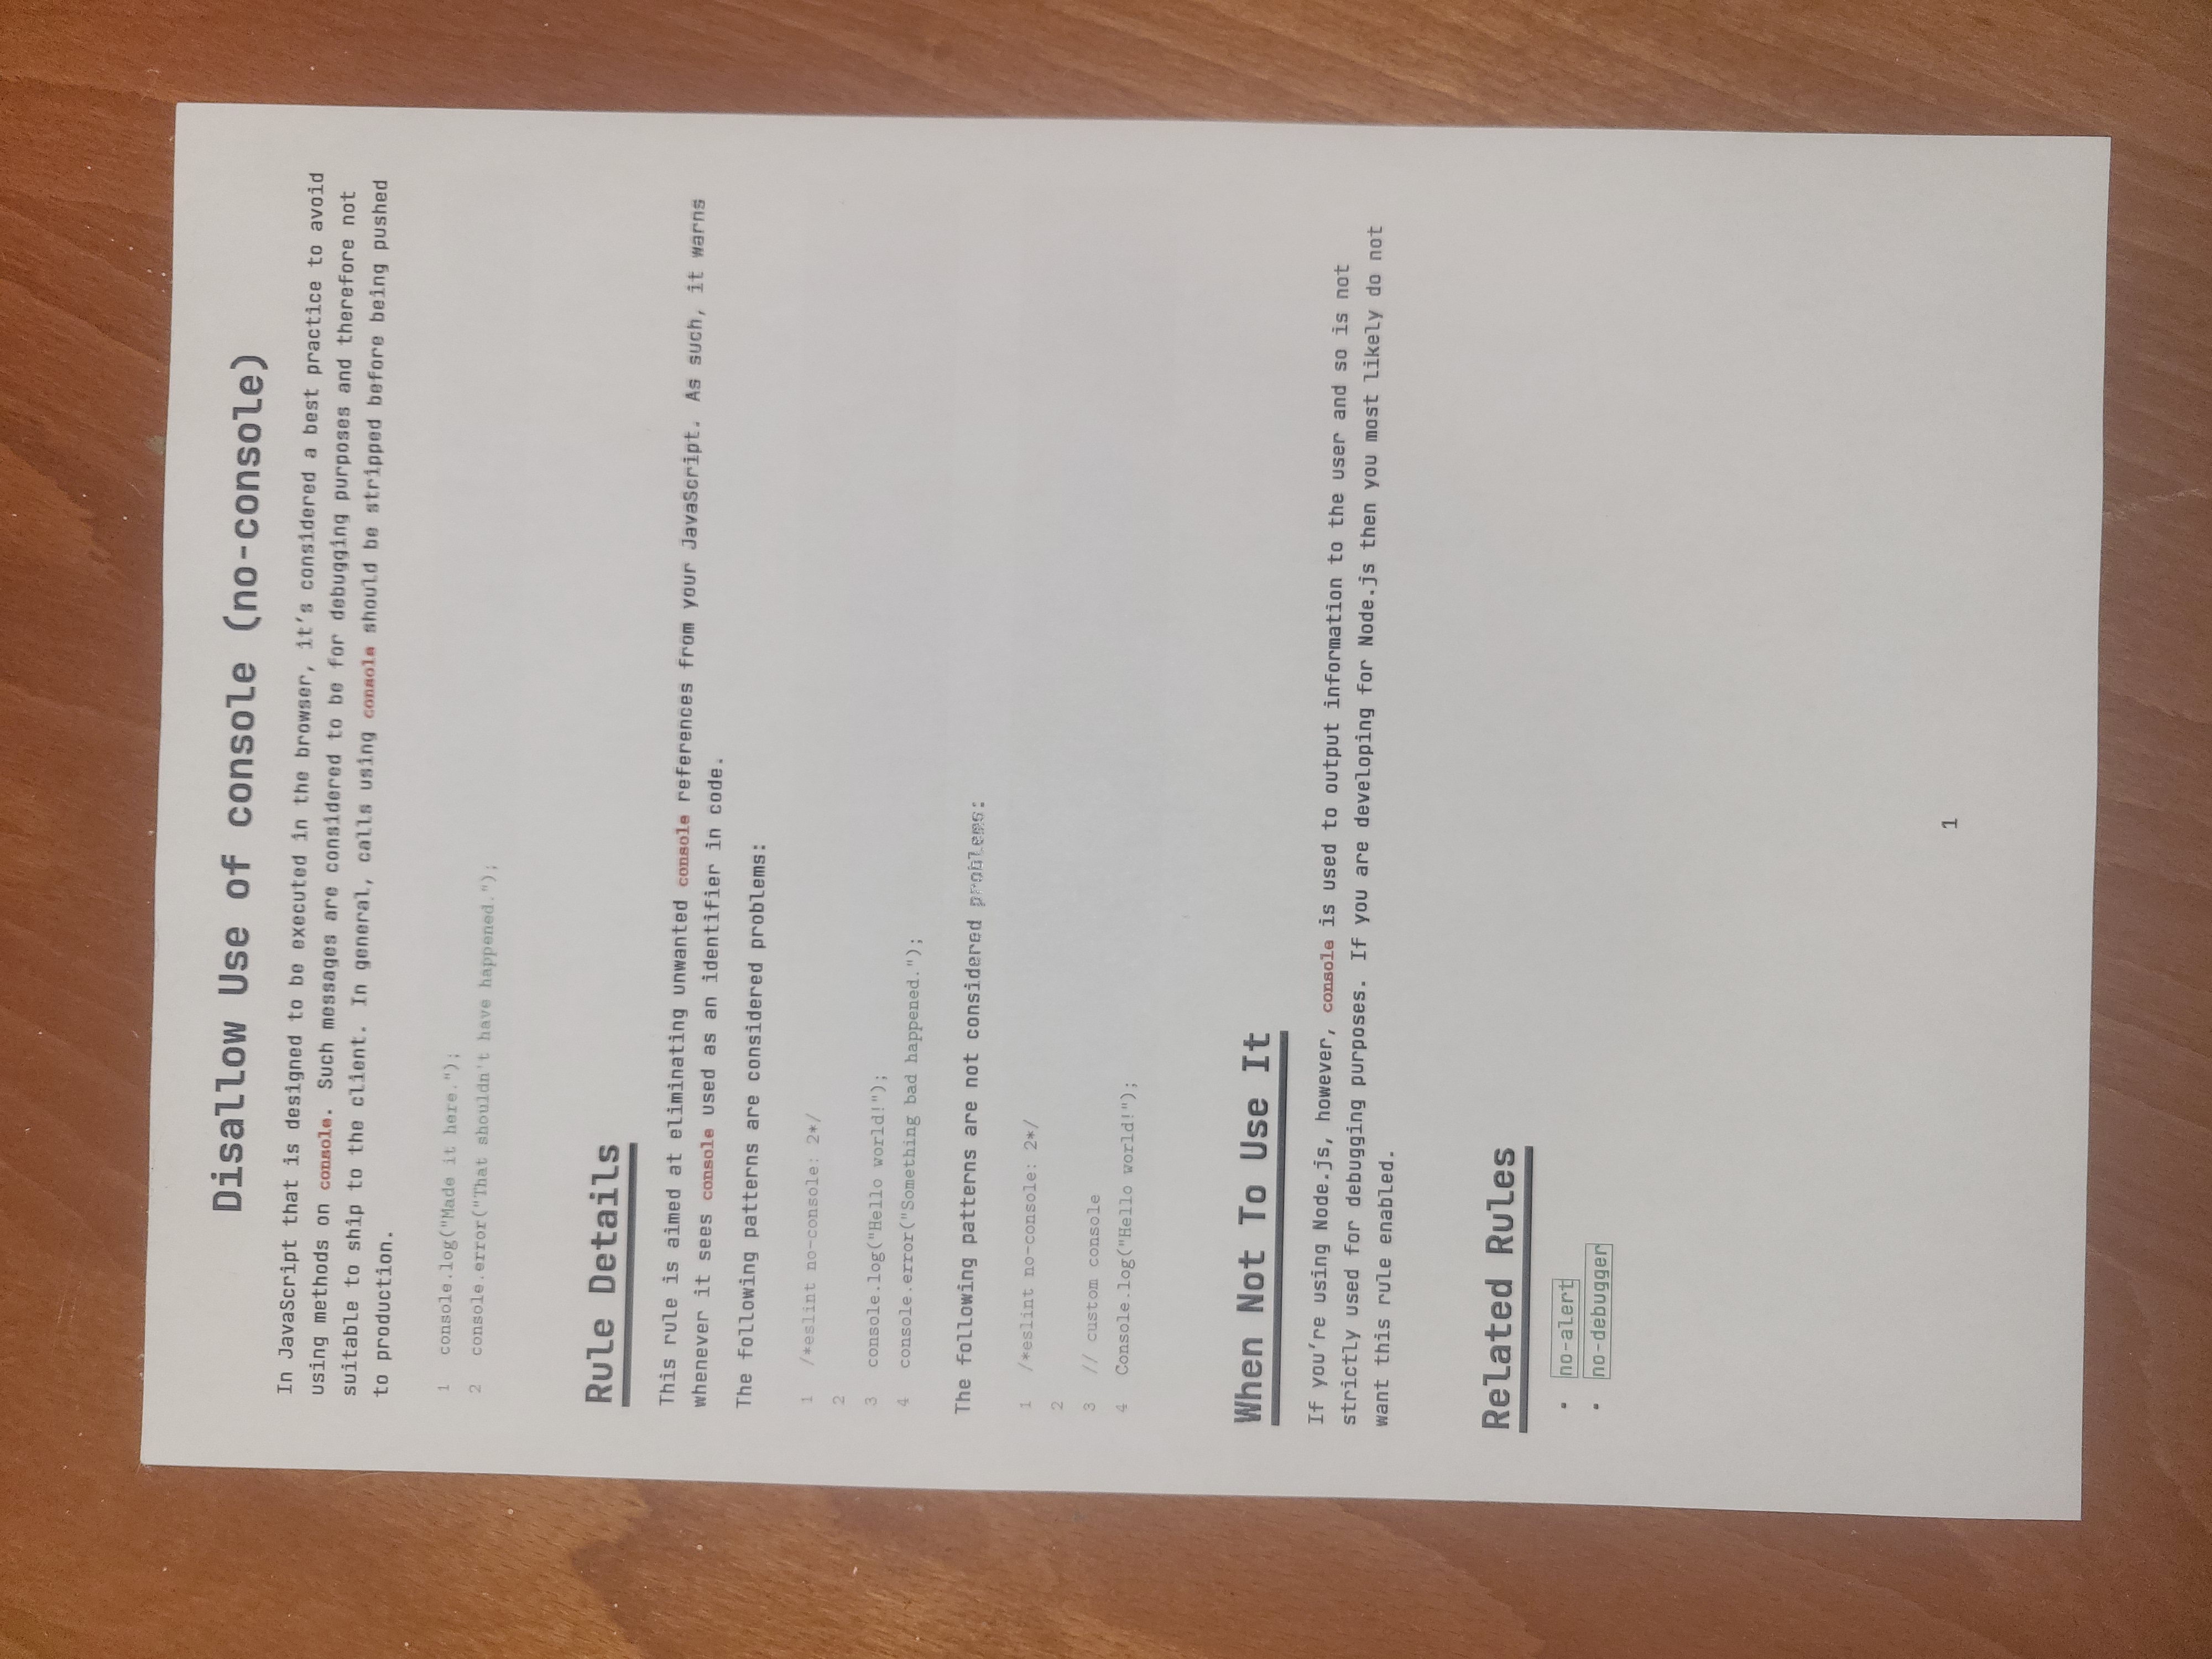 Disallow Use of console (no-console)
In JavaScript that is designed to be executed in the browser, it’s considered a best practice to avoid
using methods on console. Such messages are considered to be for debugging purposes and therefore not
suitable to ship to the client. In general, calls using console should be stripped before being pushed
to production.
1 console.log("Made it here.");
2 console.error("That shouldn't have happened.");
Rule Details
This rule is aimed at eliminating unwanted console references from your JavaScript. As such, it warns
whenever it sees console used as an identifier in code.
The following patterns are considered problems:
1 /*eslint no-console: 2*/
2
3 console.log("Hello world!");
4 console.error("Something bad happened.");
The following patterns are not considered problems:
1 /*eslint no-console: 2*/
2
3 // custom console
4 Console.log("Hello world!");
When Not To Use It
If you’re using Node.js, however, console is used to output information to the user and so is not
strictly used for debugging purposes. If you are developing for Node.js then you most likely do not
want this rule enabled.
Related Rules
• no-alert
• no-debugger
1